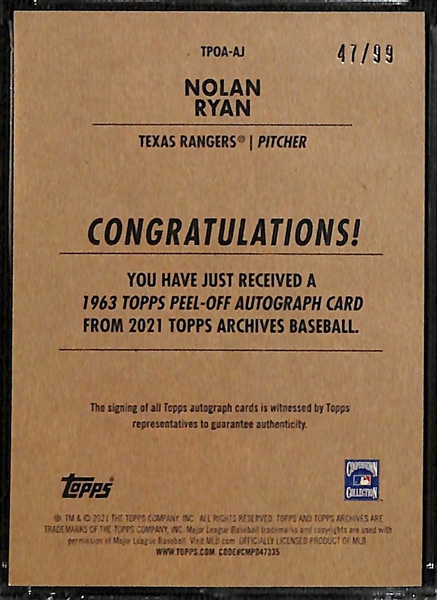 TPOA-AJ
47/99
NOLAN
RYAN
TEXAS RANGERS® | PITCHER
CONGRATULATIONS!
YOU HAVE JUST RECEIVED A
1963 TOPPS PEEL-OFF AUTOGRAPH CARD
FROM 2021 TOPPS ARCHIVES BASEBALL.
The signing of all Topps autograph cards is witnessed by Topps
representatives to guarantee authenticity.
topps
COOPERSTOWN
COLLECTION
®, TM & © 2021 THE TOPPS COMPANY, INC. ALL RIGHTS RESERVED. TOPPS AND TOPPS ARCHIVES ARE
TRADEMARKS OF THE TOPPS COMPANY, INC. Major League Baseball trademarks and copyrights are used with
permission of Major League Baseball. Visit MLB.com. OFFICIALLY LICENSED PRODUCT OF MLB.
WWW.TOPPS.COM CODE#CMP047335